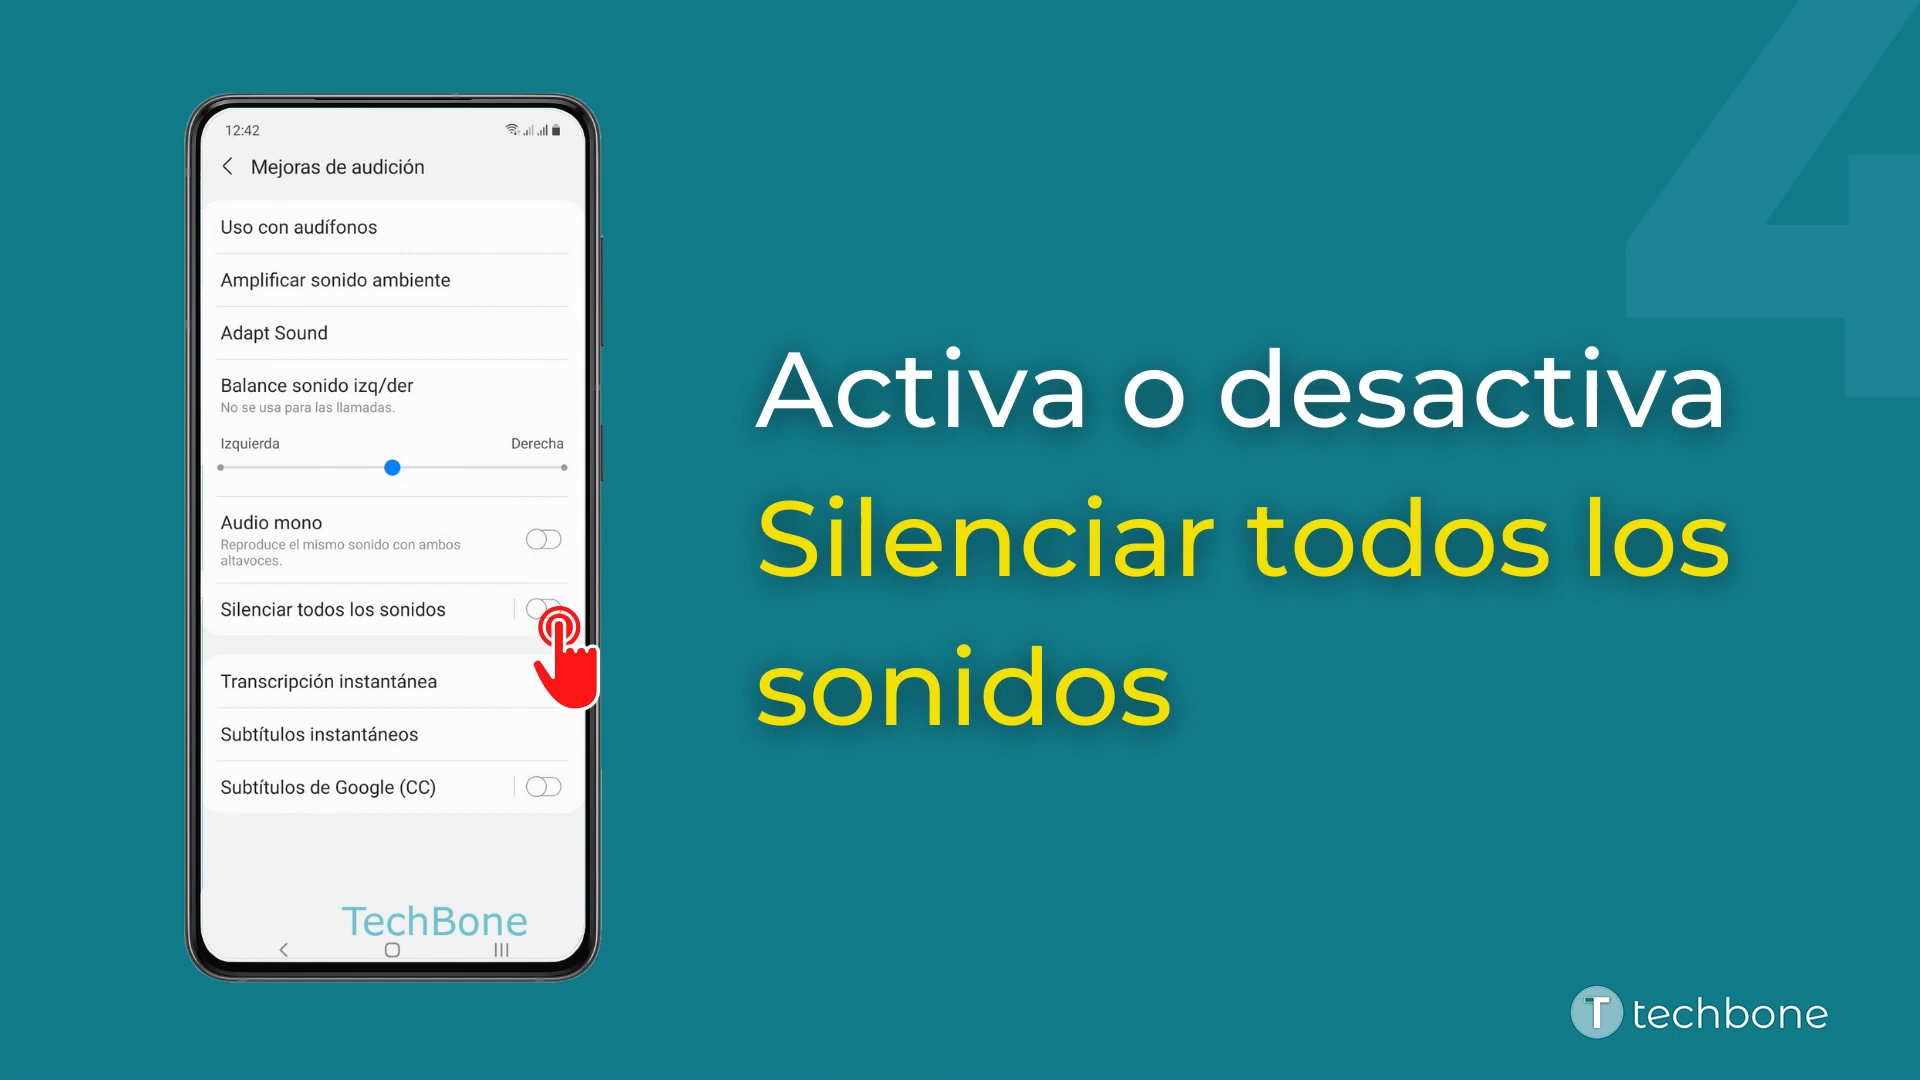 4
12:42
Mejoras de audición
Uso con audífonos
Amplificar sonido ambiente
Adapt Sound
Balance sonido izq/der
No se usa para las llamadas.
Izquierda Derecha
Audio mono
Reproduce el mismo sonido con ambos
altavoces.
Silenciar todos los sonidos
Transcripción instantánea
Subtítulos instantáneos
Subtítulos de Google (CC)
TechBone
Activa o desactiva
Silenciar todos los
sonidos
T techbone